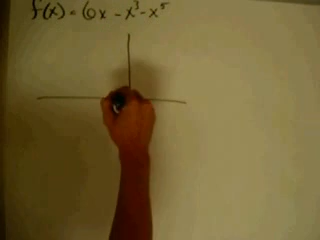 f(x) = 6x - x³ - x⁵